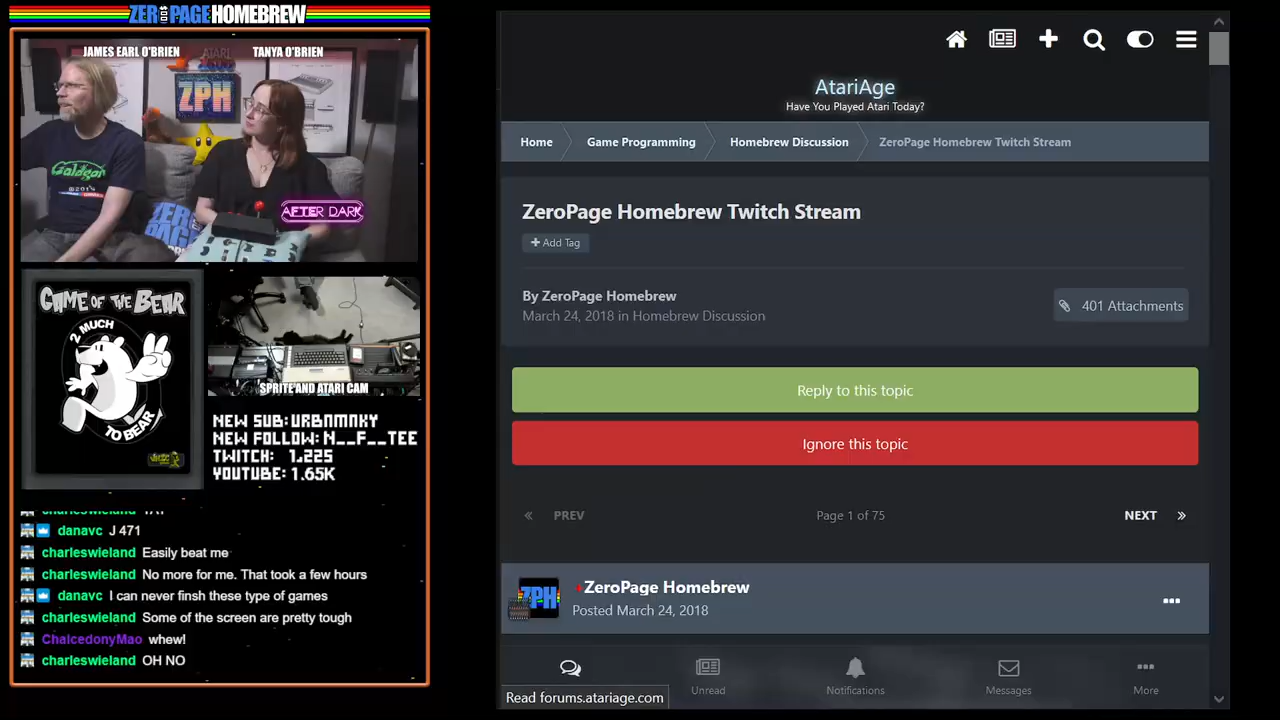 ZEROPAGE HOMEBREW
JAMES EARL O'BRIEN
TANYA O'BRIEN
ATARI
ZPH
Galaga
AFTER DARK
GAME OF THE BEAR
2 MUCH
TO BEAR
SPRITE AND ATARI CAM
NEW SUB: URBNMNKY
NEW FOLLOW: N__F__TEE
TWITCH: 1,225
YOUTUBE: 1.65K
danavc J 471
charleswieland Easily beat me
charleswieland No more for me. That took a few hours
danavc I can never finsh these type of games
charleswieland Some of the screen are pretty tough
ChalcedonyMao whew!
charleswieland OH NO
AtariAge
Have You Played Atari Today?
Home
Game Programming
Homebrew Discussion
ZeroPage Homebrew Twitch Stream
ZeroPage Homebrew Twitch Stream
+ Add Tag
By ZeroPage Homebrew
March 24, 2018 in Homebrew Discussion
401 Attachments
Reply to this topic
Ignore this topic
« PREV
Page 1 of 75
NEXT »
ZPH
+ZeroPage Homebrew
Posted March 24, 2018
Unread
Notifications
Messages
More
Read forums.atariage.com